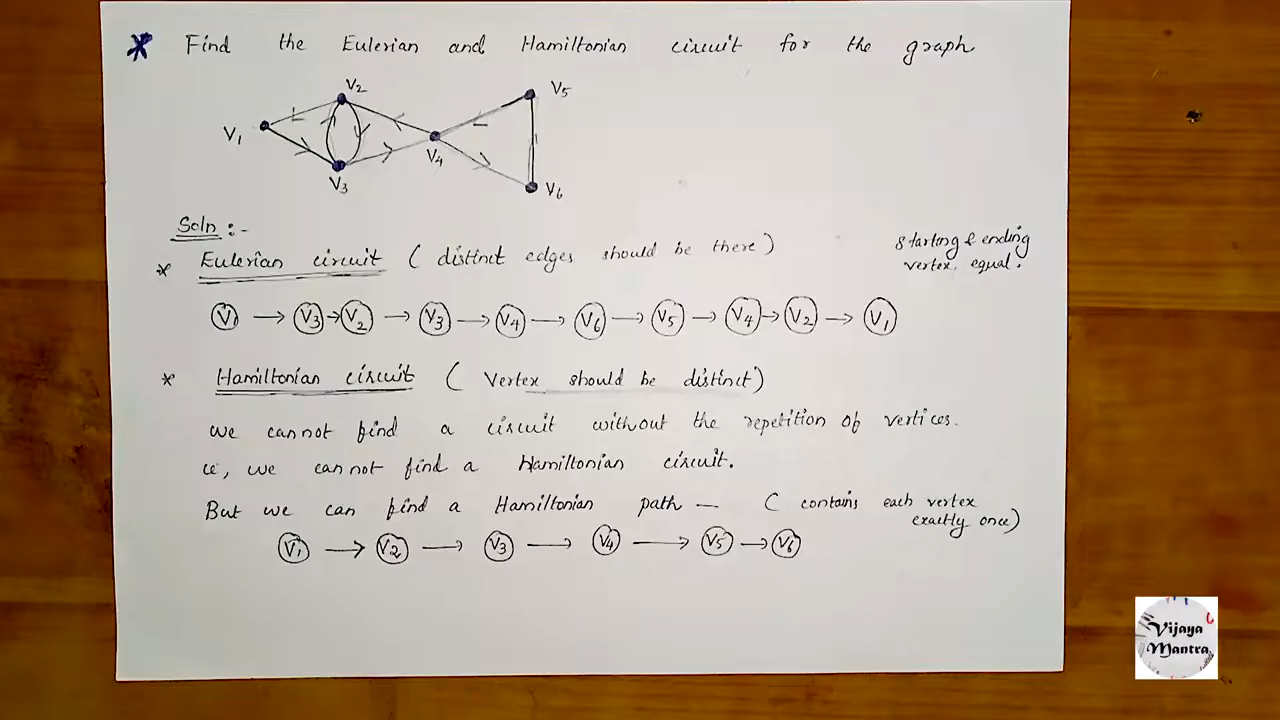 * Find the Eulerian and Hamiltonian circuit for the graph
V2
V5
V1
V4
V3
V6
Soln :-
* Eulerian circuit ( distinct edges should be there )
starting & ending
vertex equal.
V1 → V3 → V2 → V3 → V4 → V6 → V5 → V4 → V2 → V1
* Hamiltonian circuit ( Vertex should be distinct )
we cannot find a circuit without the repetition of vertices.
ie, we can not find a Hamiltonian circuit.
But we can find a Hamiltonian path — ( contains each vertex
exactly once )
V1 → V2 → V3 → V4 → V5 → V6
Vijaya
Mantra